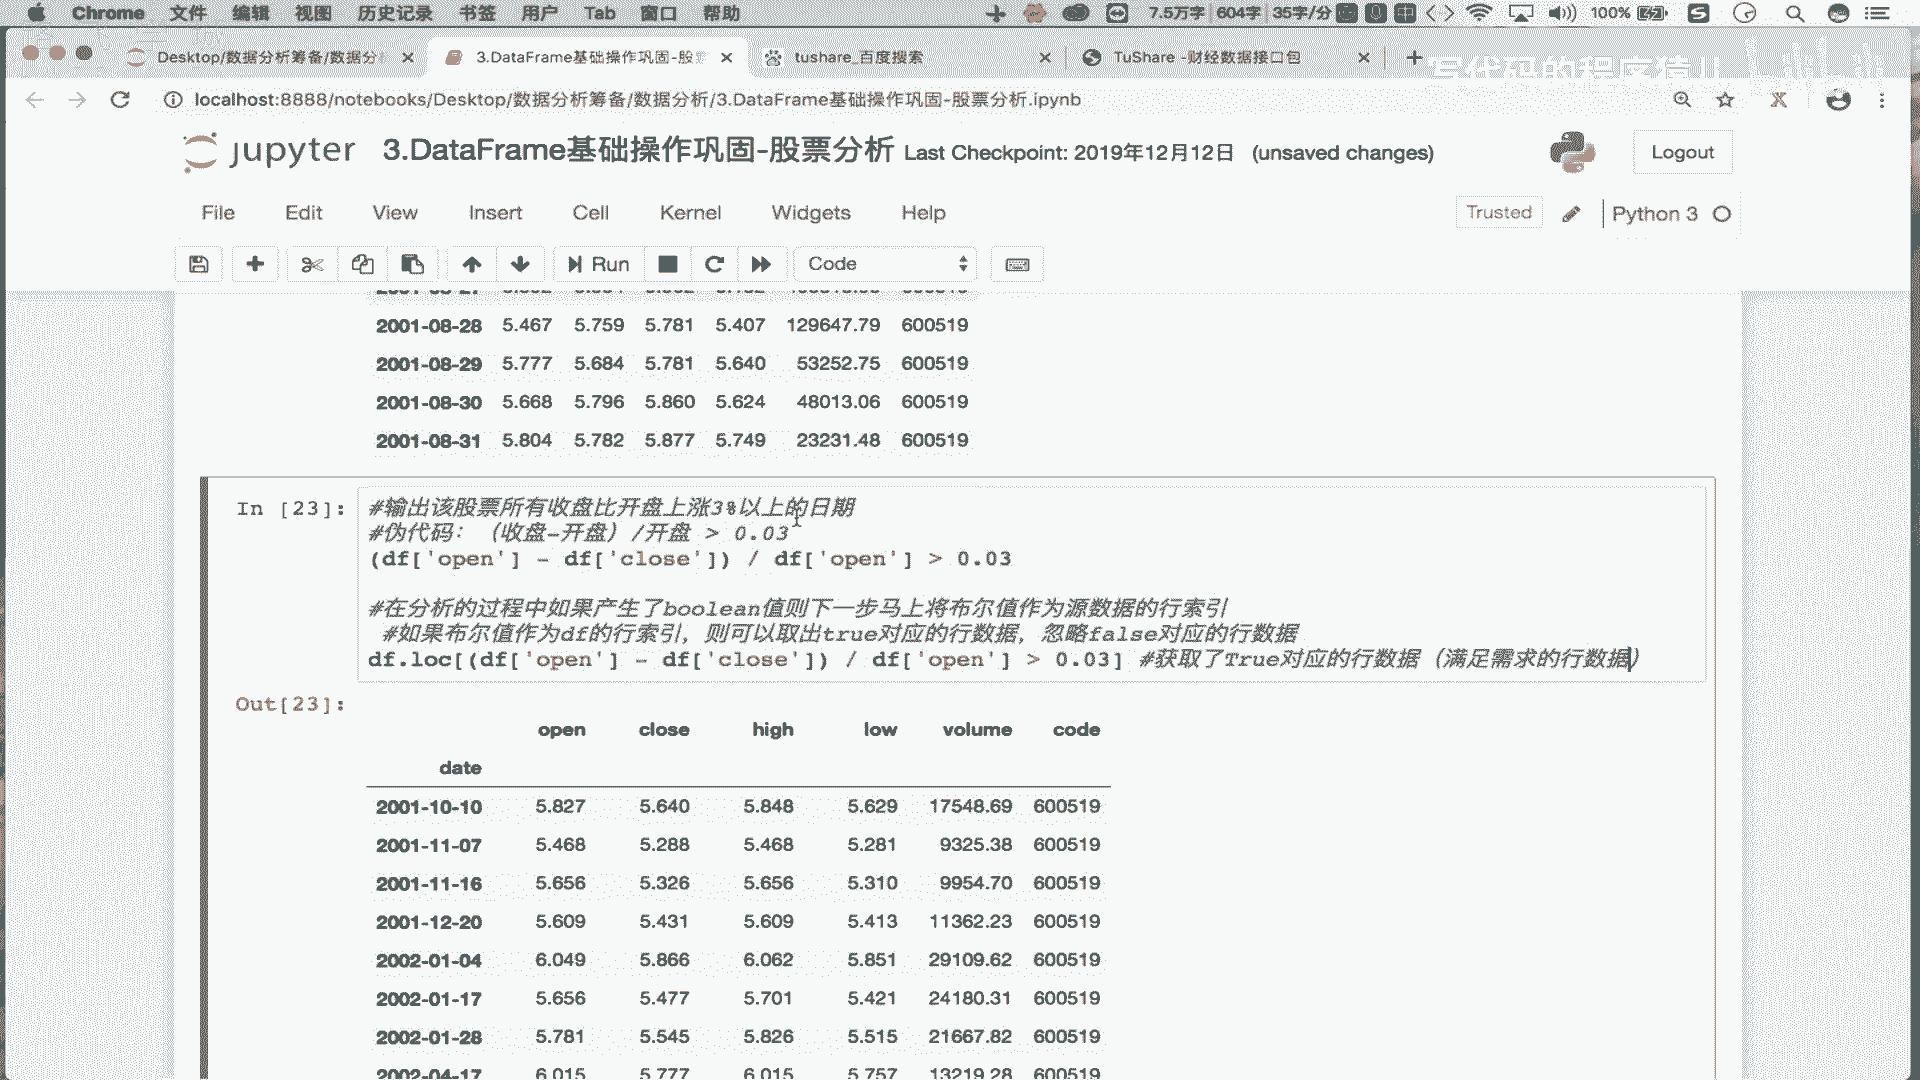 Chrome 文件 编辑 视图 历史记录 书签 用户 Tab 窗口 帮助 7.5万字 604字 35字/分 100%
Desktop/数据分析筹备/数据分 3.DataFrame基础操作巩固-股票 tushare_百度搜索 TuShare -财经数据接口包
写代码的程序猿
localhost:8888/notebooks/Desktop/数据分析筹备/数据分析/3.DataFrame基础操作巩固-股票分析.ipynb
jupyter 3.DataFrame基础操作巩固-股票分析 Last Checkpoint: 2019年12月12日 (unsaved changes) Logout
File Edit View Insert Cell Kernel Widgets Help Trusted Python 3
Run Code
2001-08-28 5.467 5.759 5.781 5.407 129647.79 600519
2001-08-29 5.777 5.684 5.781 5.640 53252.75 600519
2001-08-30 5.668 5.796 5.860 5.624 48013.06 600519
2001-08-31 5.804 5.782 5.877 5.749 23231.48 600519
In [23]: #输出该股票所有收盘比开盘上涨3%以上的日期
#伪代码：（收盘-开盘）/开盘 > 0.03
(df['open'] - df['close']) / df['open'] > 0.03
#在分析的过程中如果产生了boolean值则下一步马上将布尔值作为源数据的行索引
#如果布尔值作为df的行索引，则可以取出true对应的行数据，忽略false对应的行数据
df.loc[(df['open'] - df['close']) / df['open'] > 0.03] #获取了True对应的行数据（满足需求的行数据）
Out[23]:
open close high low volume code
date
2001-10-10 5.827 5.640 5.848 5.629 17548.69 600519
2001-11-07 5.468 5.288 5.468 5.281 9325.38 600519
2001-11-16 5.656 5.326 5.656 5.310 9954.70 600519
2001-12-20 5.609 5.431 5.609 5.413 11362.23 600519
2002-01-04 6.049 5.866 6.062 5.851 29109.62 600519
2002-01-17 5.656 5.477 5.701 5.421 24180.31 600519
2002-01-28 5.781 5.545 5.826 5.515 21667.82 600519
2002-04-17 6.015 5.777 6.015 5.757 13219.28 600519